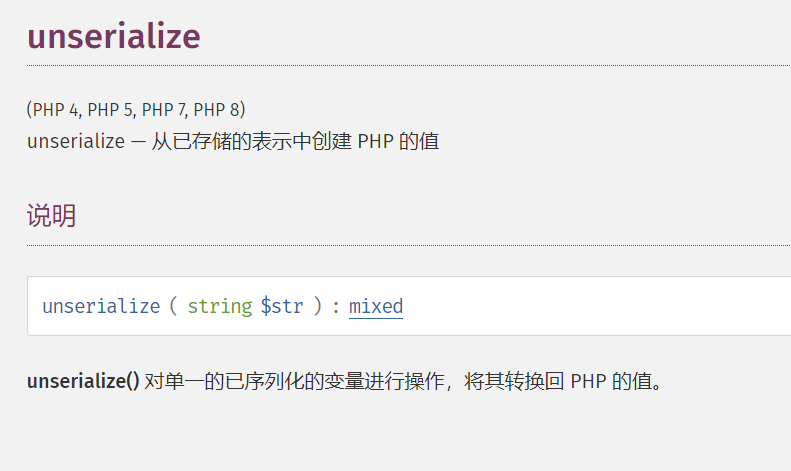 unserialize
(PHP 4, PHP 5, PHP 7, PHP 8)
unserialize — 从已存储的表示中创建 PHP 的值
说明
unserialize ( string $str ) : mixed
unserialize() 对单一的已序列化的变量进行操作，将其转换回 PHP 的值。